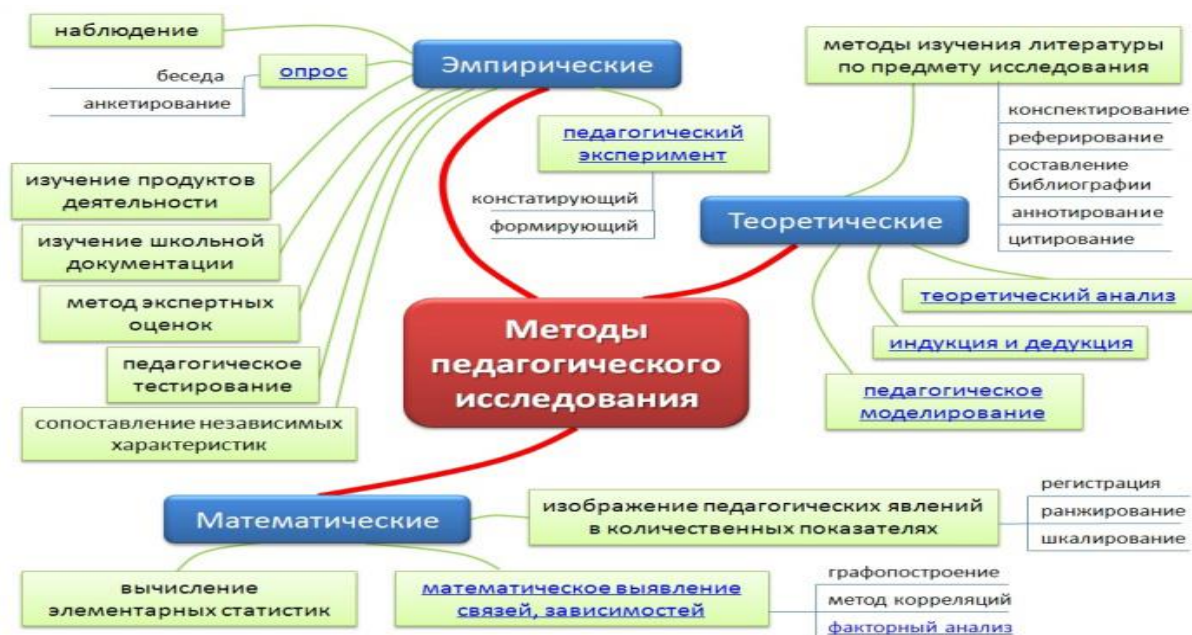 наблюдение
Эмпирические
опрос
беседа
анкетирование
педагогический
эксперимент
констатирующий
формирующий
изучение продуктов
деятельности
изучение школьной
документации
метод экспертных
оценок
педагогическое
тестирование
сопоставление независимых
характеристик
методы изучения литературы
по предмету исследования
конспектирование
реферирование
составление
библиографии
аннотирование
цитирование
Теоретические
теоретический анализ
индукция и дедукция
педагогическое
моделирование
Методы
педагогического
исследования
Математические
изображение педагогических явлений
в количественных показателях
регистрация
ранжирование
шкалирование
вычисление
элементарных статистик
математическое выявление
связей, зависимостей
графопостроение
метод корреляций
факторный анализ